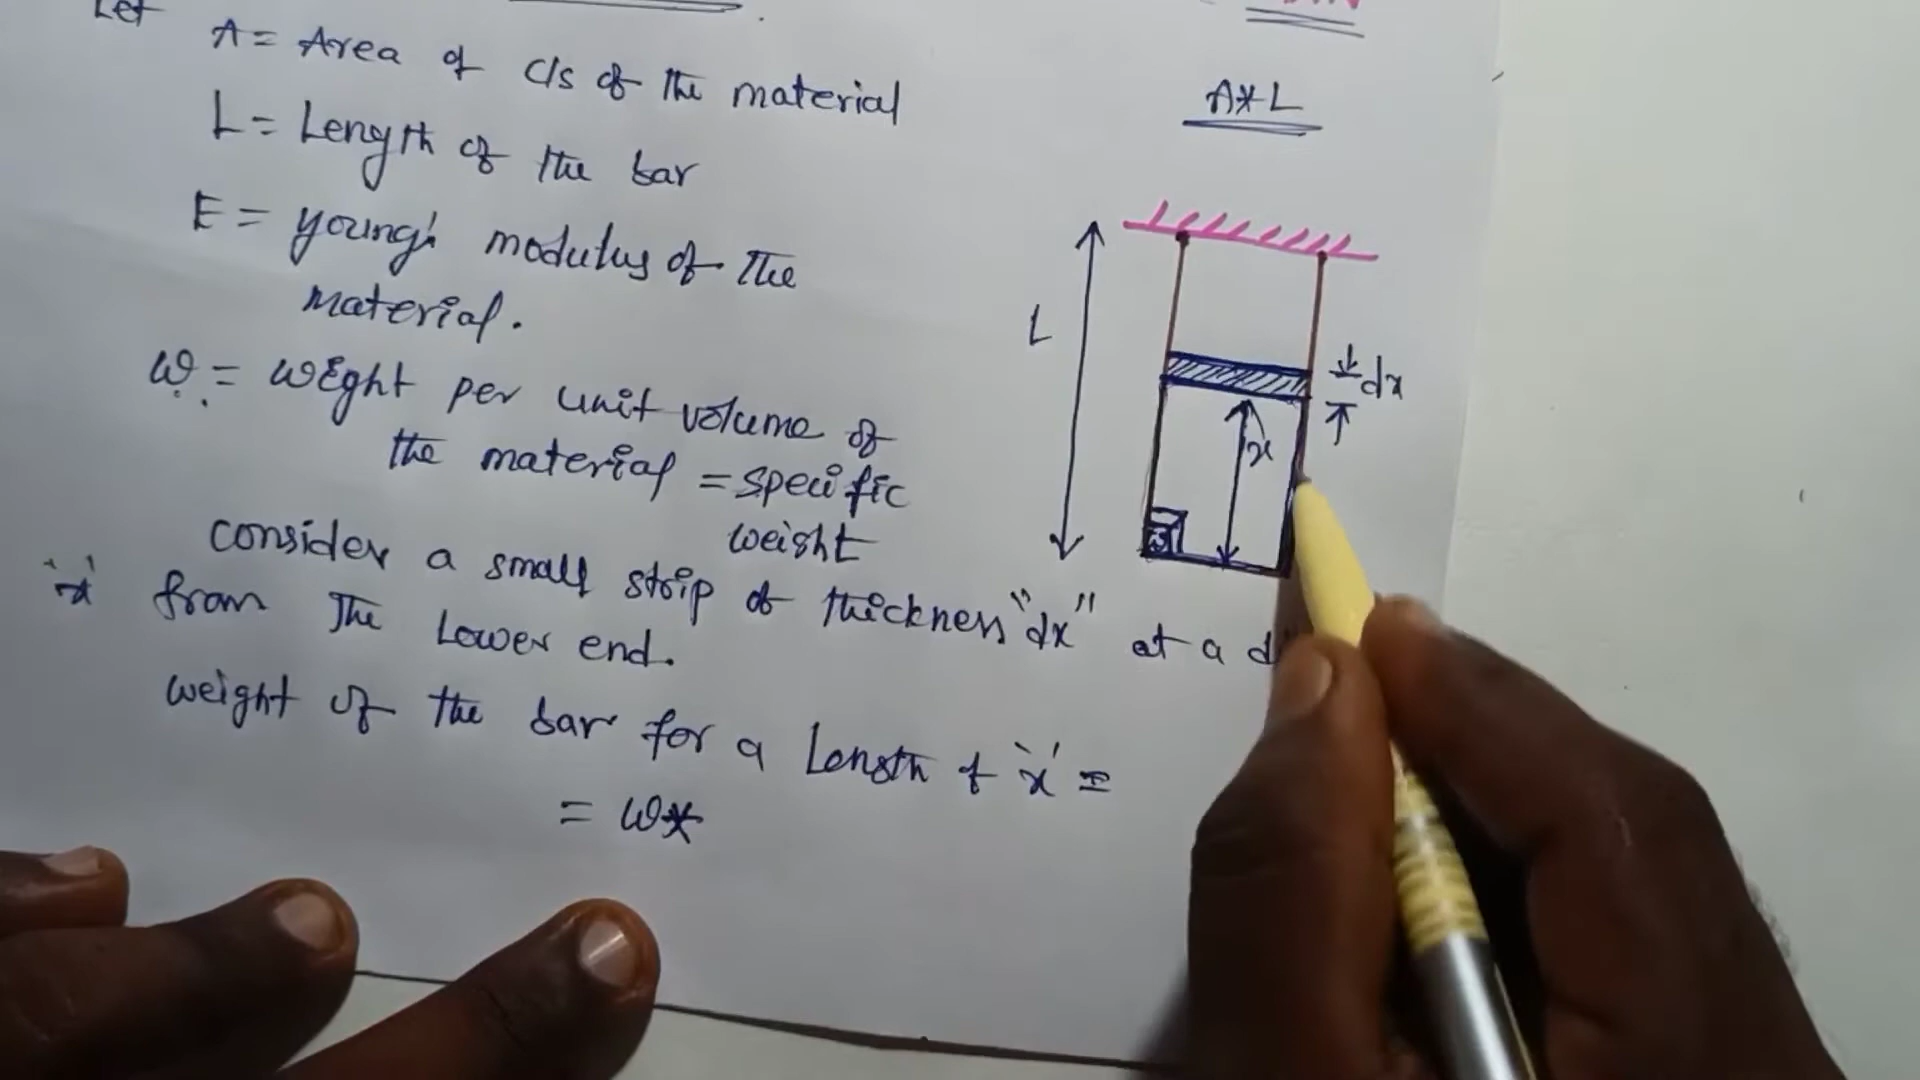 Let
A = Area of c/s of the material
L = Length of the bar
E = young's modulus of the
material.
w = weight per unit volume of
the material = specific
weight
consider a small strip of thickness "dx" at a
'x' from the Lower end.
weight of the bar for a Length of 'x' =
= w*
A*L
L
dx
x
w